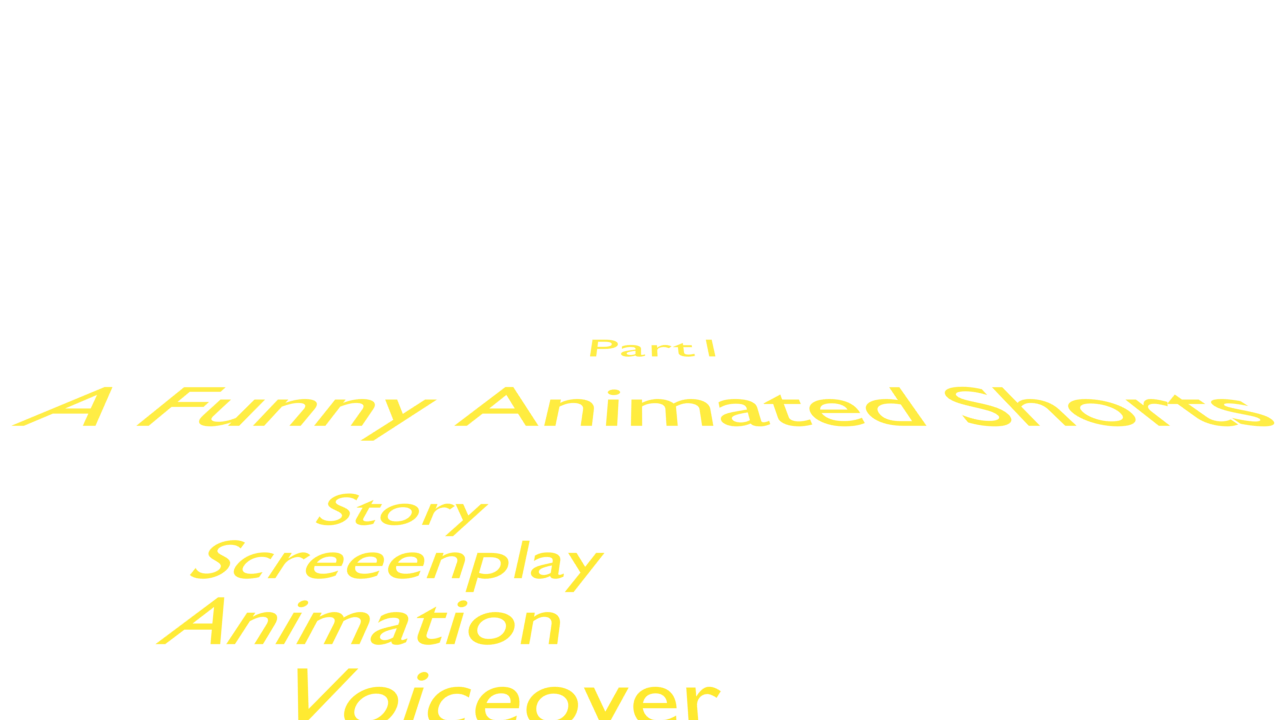 Part I
A Funny Animated Shorts
Story
Screeenplay
Animation
Voiceover